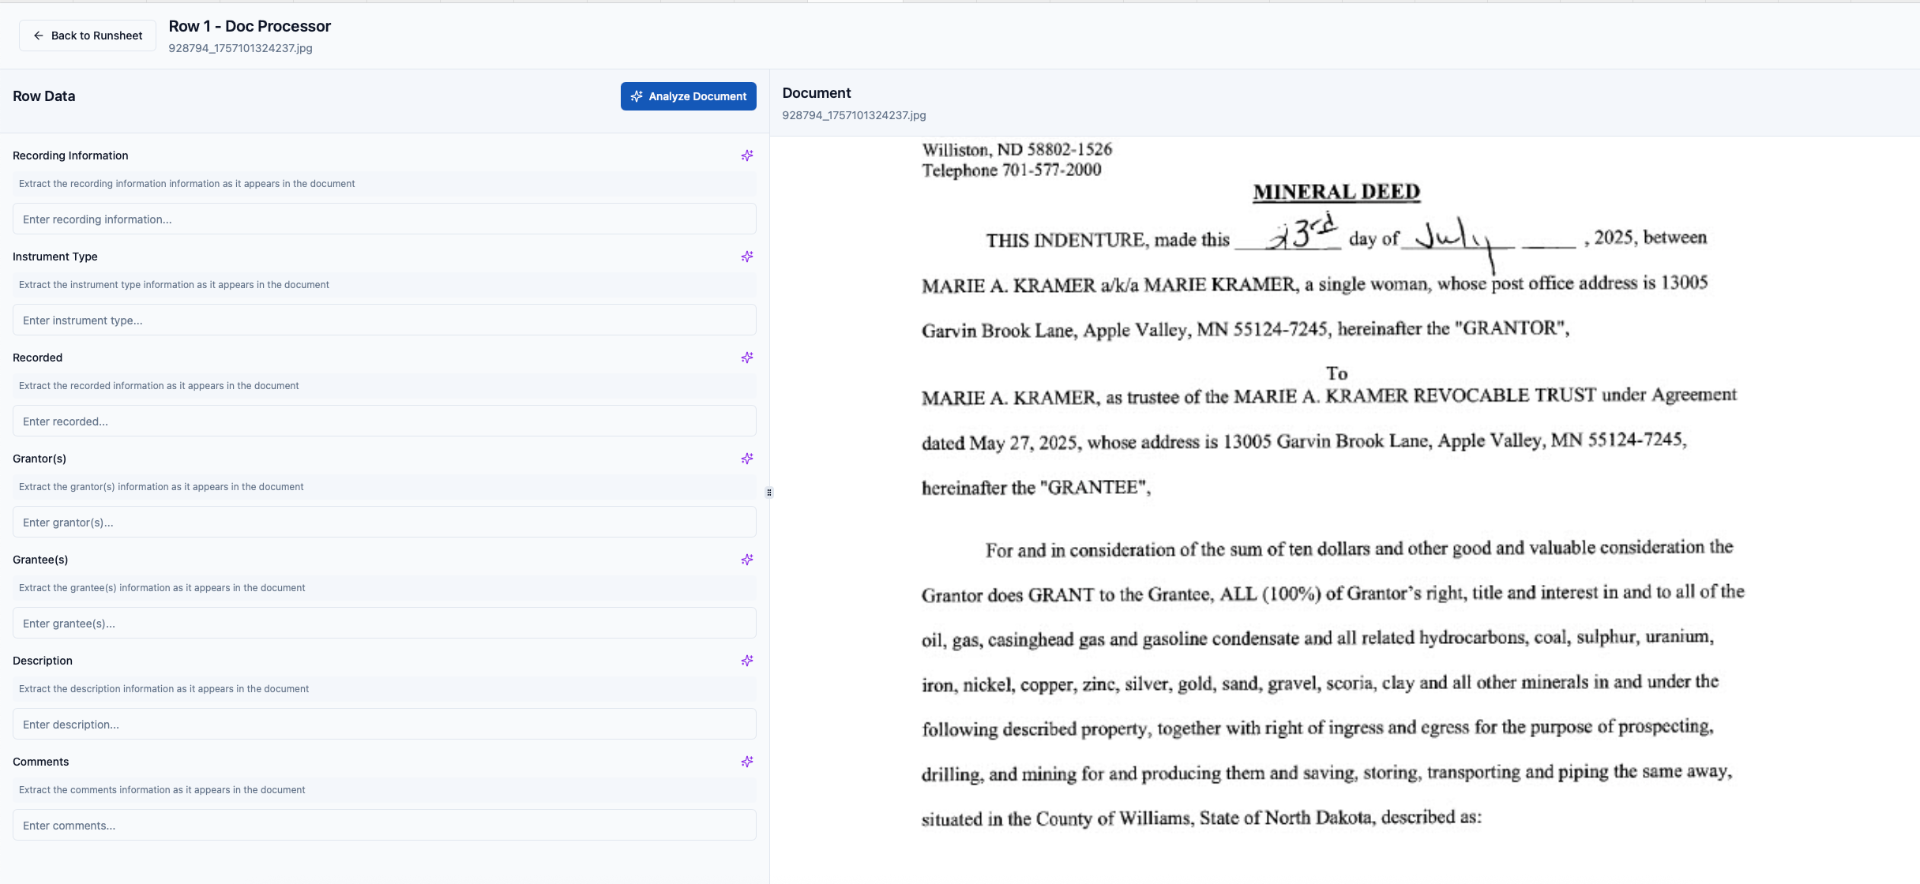 Back to Runsheet
Row 1 - Doc Processor
928794_1757101324237.jpg
Row Data
Analyze Document
Recording Information
Extract the recording information information as it appears in the document
Enter recording information...
Instrument Type
Extract the instrument type information as it appears in the document
Enter instrument type...
Recorded
Extract the recorded information as it appears in the document
Enter recorded...
Grantor(s)
Extract the grantor(s) information as it appears in the document
Enter grantor(s)...
Grantee(s)
Extract the grantee(s) information as it appears in the document
Enter grantee(s)...
Description
Extract the description information as it appears in the document
Enter description...
Comments
Extract the comments information as it appears in the document
Enter comments...
Document
928794_1757101324237.jpg
Williston, ND 58802-1526
Telephone 701-577-2000
MINERAL DEED
THIS INDENTURE, made this 23rd day of July , 2025, between
MARIE A. KRAMER a/k/a MARIE KRAMER, a single woman, whose post office address is 13005
Garvin Brook Lane, Apple Valley, MN 55124-7245, hereinafter the "GRANTOR",
To
MARIE A. KRAMER, as trustee of the MARIE A. KRAMER REVOCABLE TRUST under Agreement
dated May 27, 2025, whose address is 13005 Garvin Brook Lane, Apple Valley, MN 55124-7245,
hereinafter the "GRANTEE",
For and in consideration of the sum of ten dollars and other good and valuable consideration the
Grantor does GRANT to the Grantee, ALL (100%) of Grantor's right, title and interest in and to all of the
oil, gas, casinghead gas and gasoline condensate and all related hydrocarbons, coal, sulphur, uranium,
iron, nickel, copper, zinc, silver, gold, sand, gravel, scoria, clay and all other minerals in and under the
following described property, together with right of ingress and egress for the purpose of prospecting,
drilling, and mining for and producing them and saving, storing, transporting and piping the same away,
situated in the County of Williams, State of North Dakota, described as: